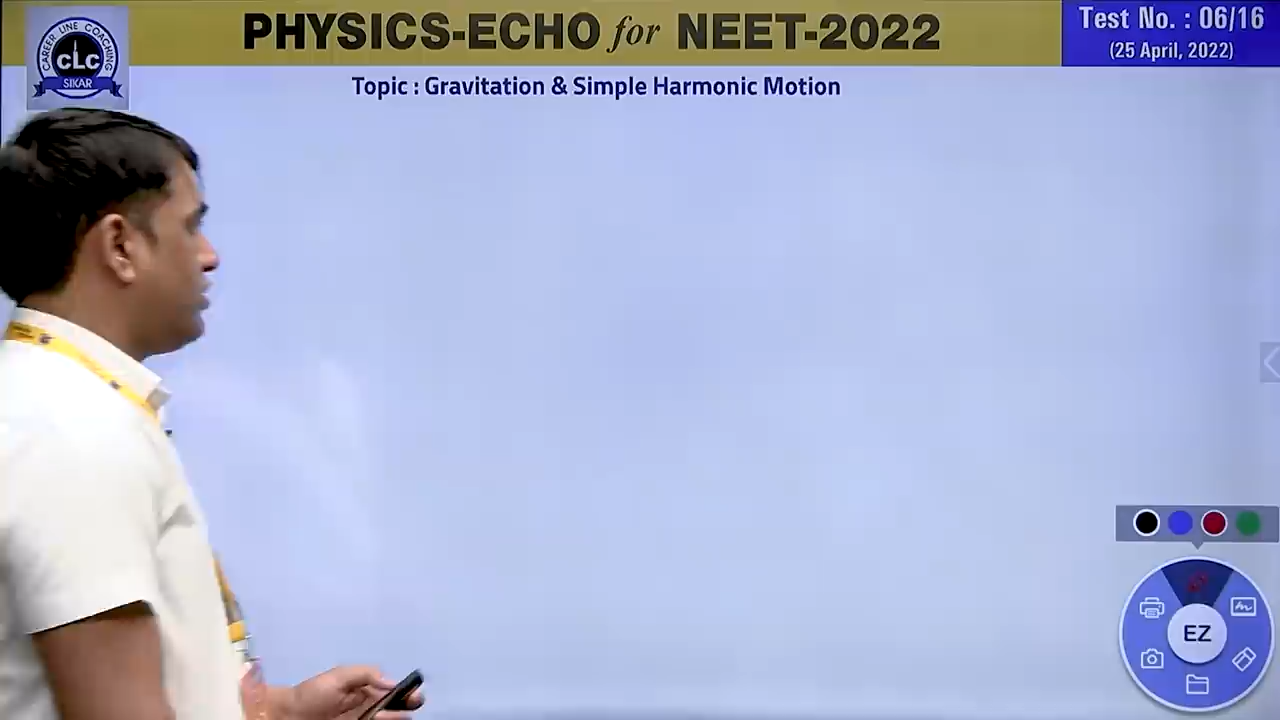 PHYSICS-ECHO for NEET-2022
Test No. : 06/16
(25 April, 2022)
CAREER LINE COACHING
CLC
SIKAR
Topic : Gravitation & Simple Harmonic Motion
EZ